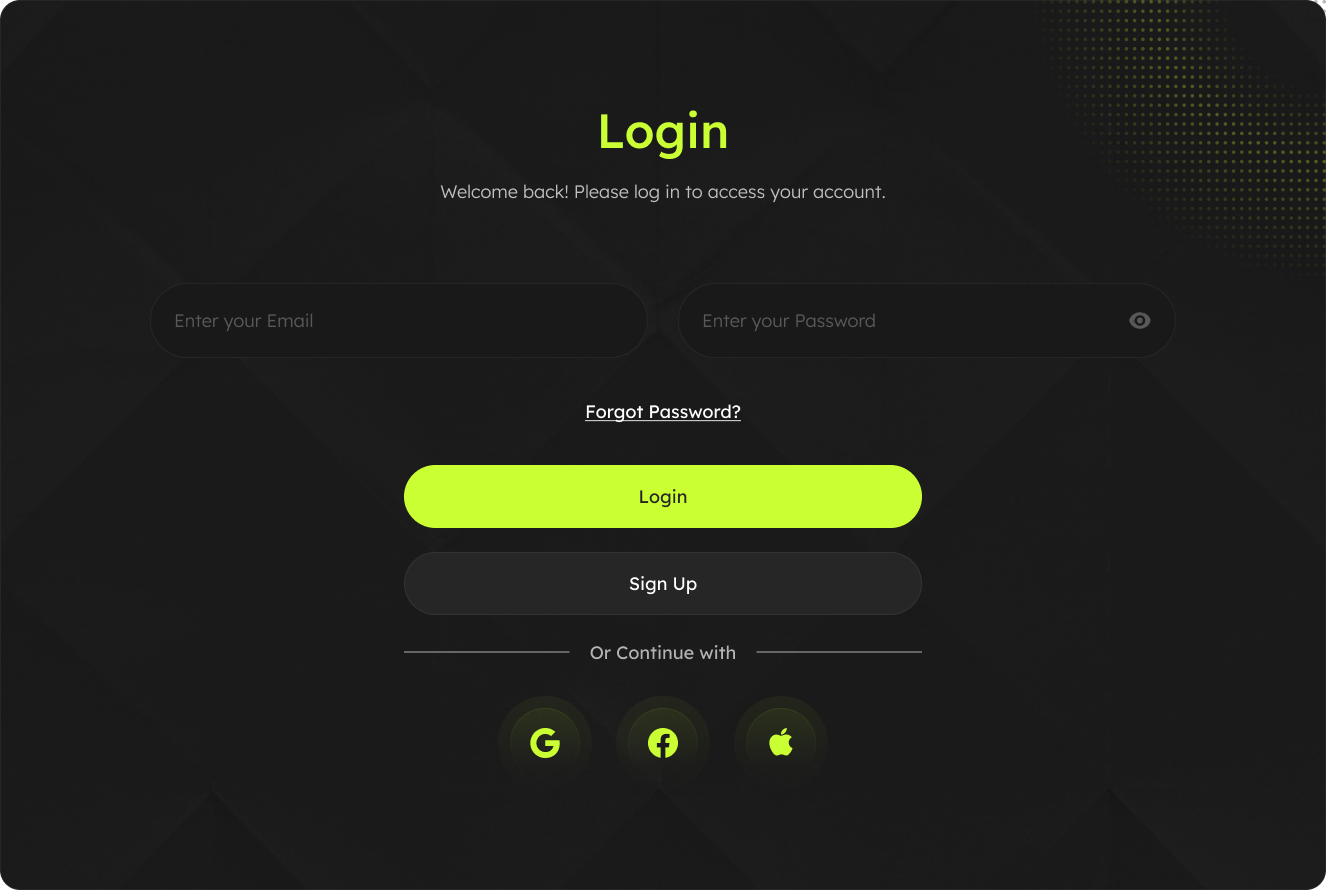 Login
Welcome back! Please log in to access your account.
Enter your Email
Enter your Password
Forgot Password?
Login
Sign Up
Or Continue with